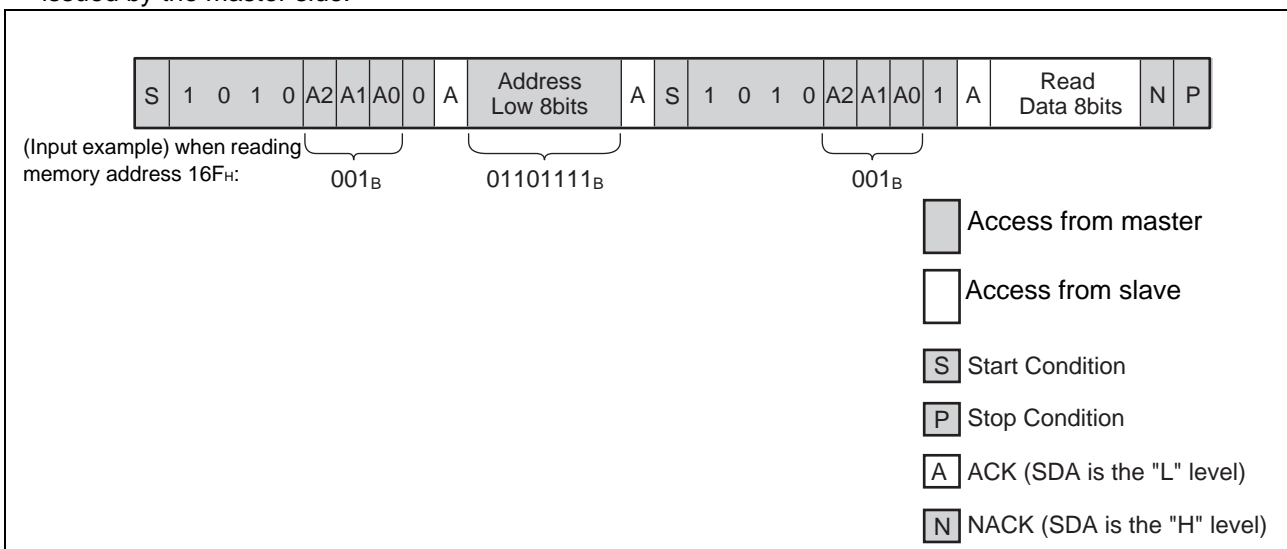 issued by the master side.
S 1 0 1 0 A2 A1 A0 0 A Address Low 8bits A S 1 0 1 0 A2 A1 A0 1 A Read Data 8bits N P
(Input example) when reading
memory address 16FH:
001B 01101111B 001B
Access from master
Access from slave
S Start Condition
P Stop Condition
A ACK (SDA is the "L" level)
N NACK (SDA is the "H" level)